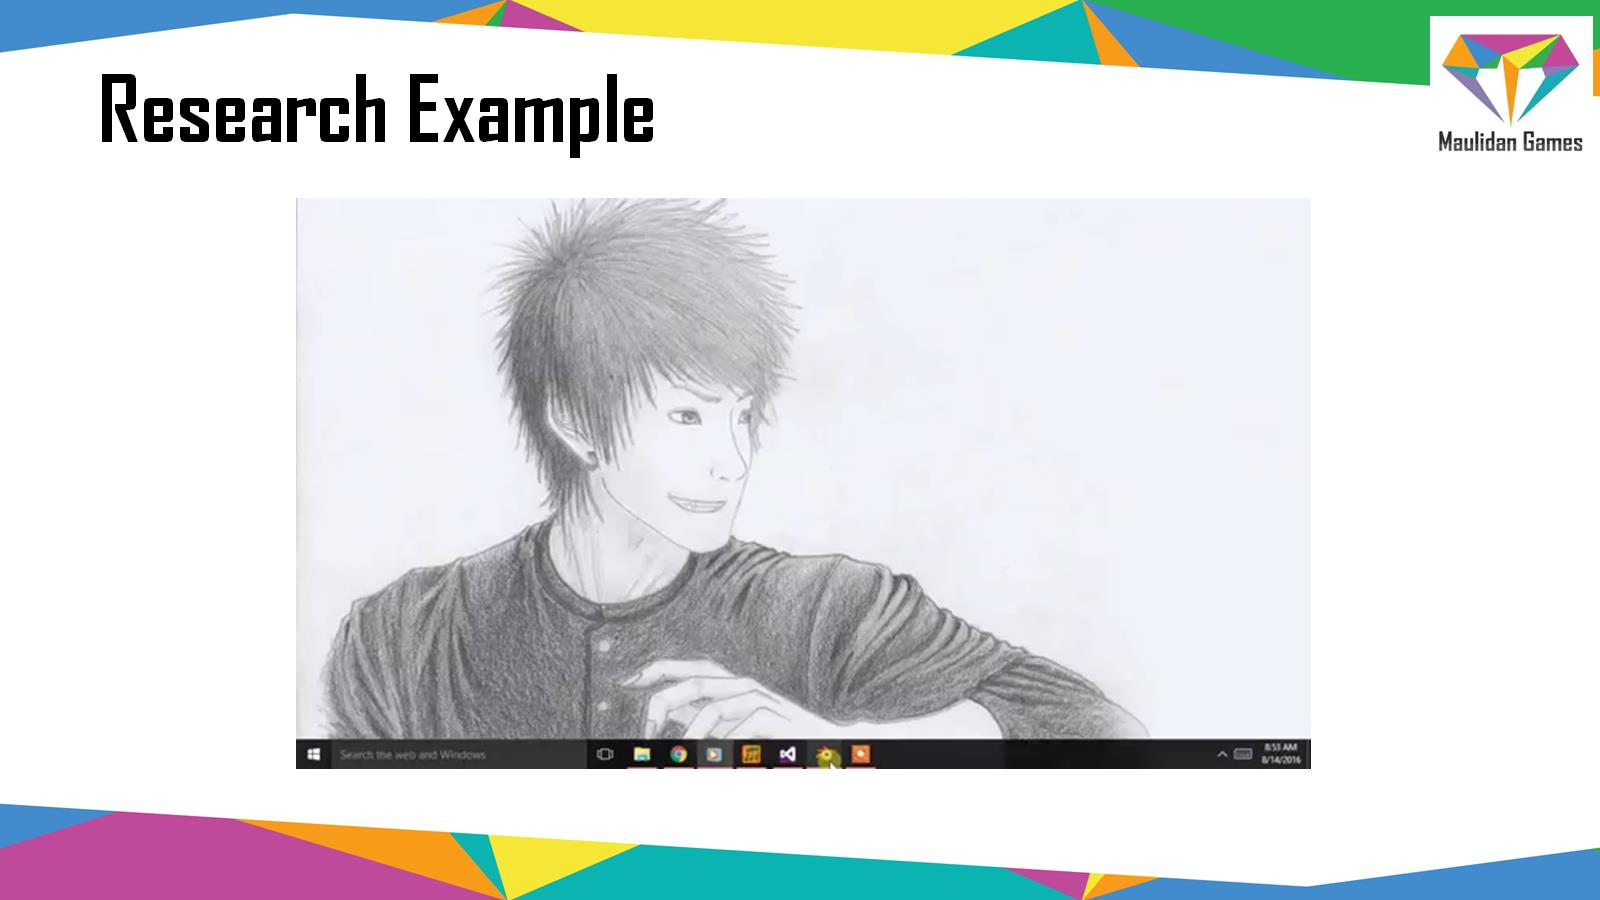 Research Example
Maulidan Games
Search the web and Windows
8:53 AM
8/14/2016